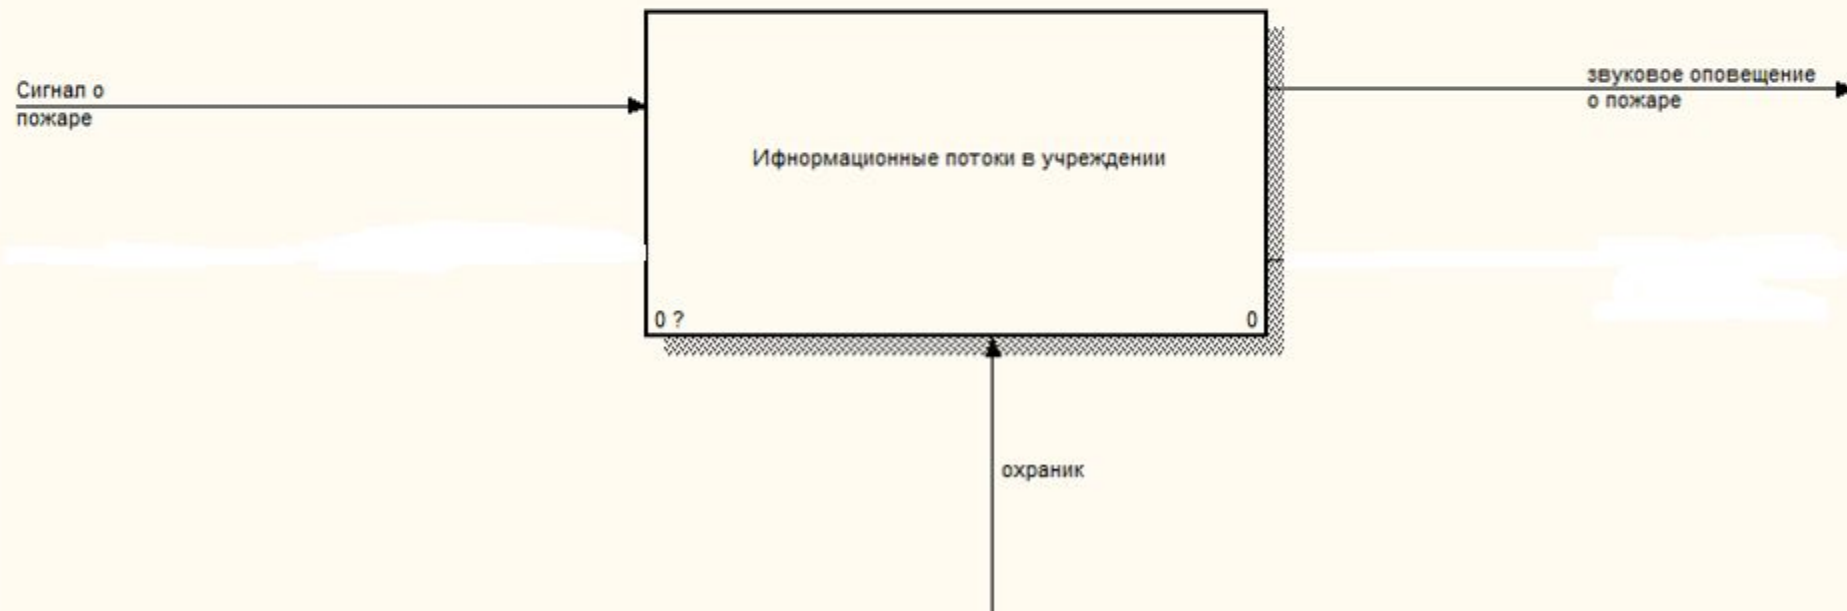 Сигнал о
пожаре
звуковое оповещение
о пожаре
Ифнормационные потоки в учреждении
0 ?
0
охраник